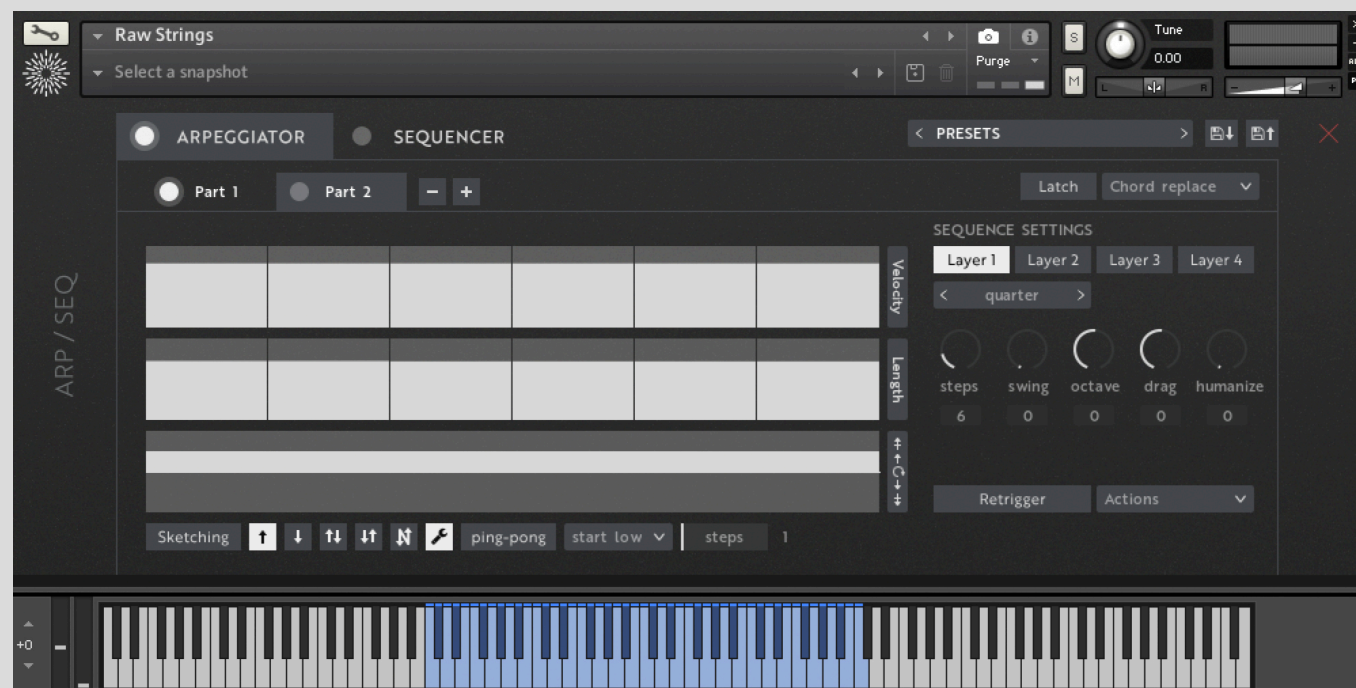 Raw Strings
Select a snapshot
Purge
S
M
Tune
0.00
L R
- +
ARPEGGIATOR SEQUENCER
< PRESETS >
Part 1 Part 2 - +
Latch Chord replace
ARP / SEQ
Velocity
Length
SEQUENCE SETTINGS
Layer 1 Layer 2 Layer 3 Layer 4
< quarter >
steps swing octave drag humanize
6 0 0 0 0
Retrigger Actions
Sketching ping-pong start low steps 1
+0